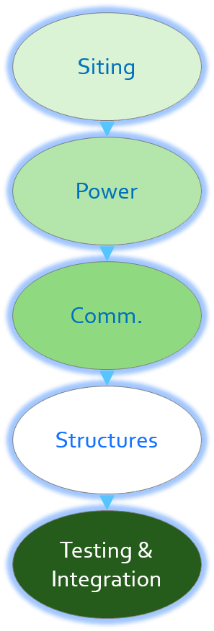 Siting
Power
Comm.
Structures
Testing &
Integration